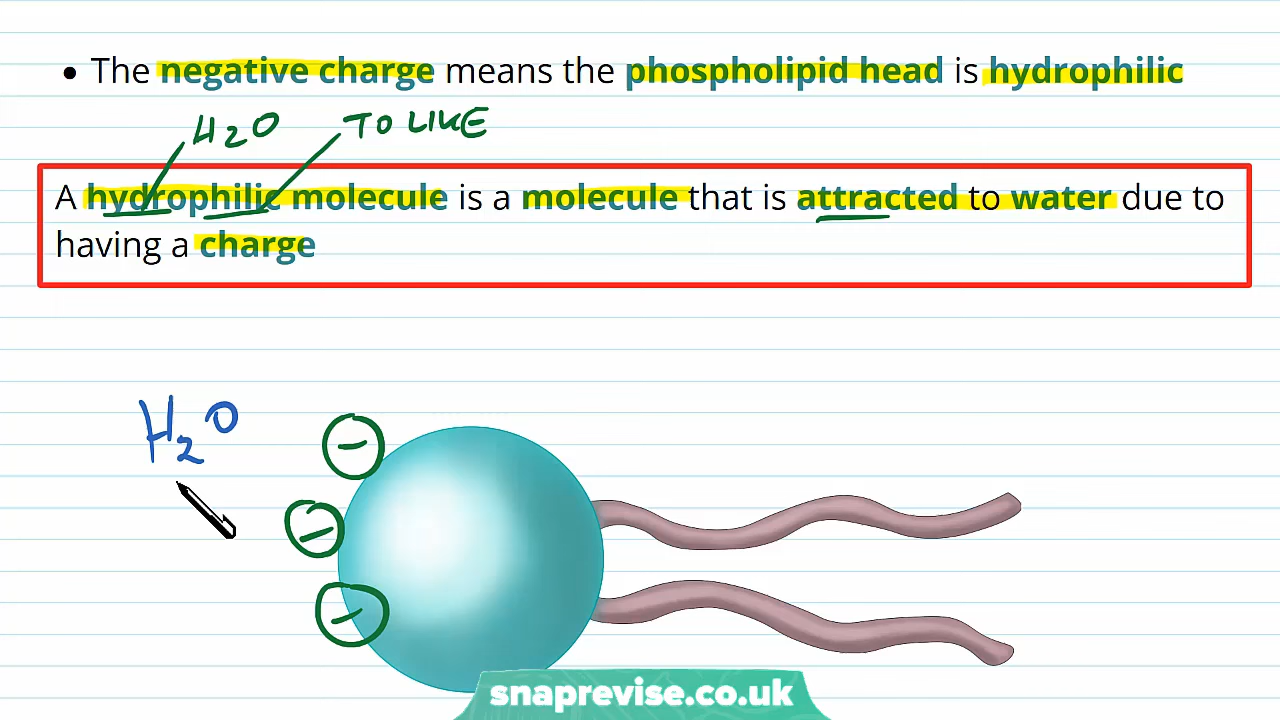 • The negative charge means the phospholipid head is hydrophilic
H2O TO LIKE
A hydrophilic molecule is a molecule that is attracted to water due to
having a charge
H2O
−
−
−
snaprevise.co.uk